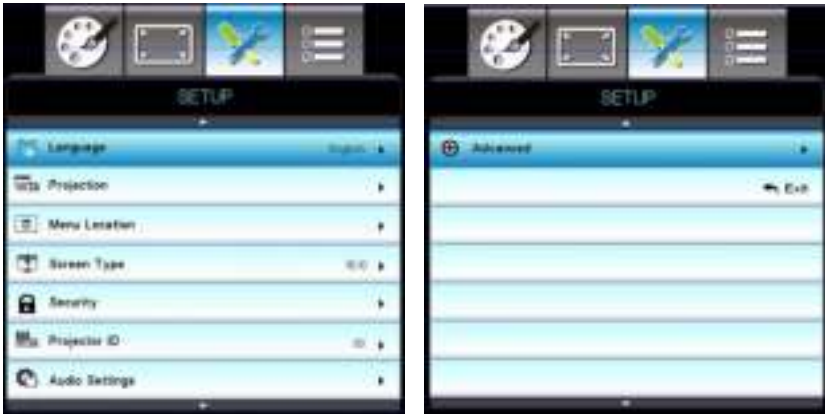 SETUP
Language English
Projection
Menu Location
Screen Type
Security
Projector ID
Audio Settings
SETUP
Advanced
Exit